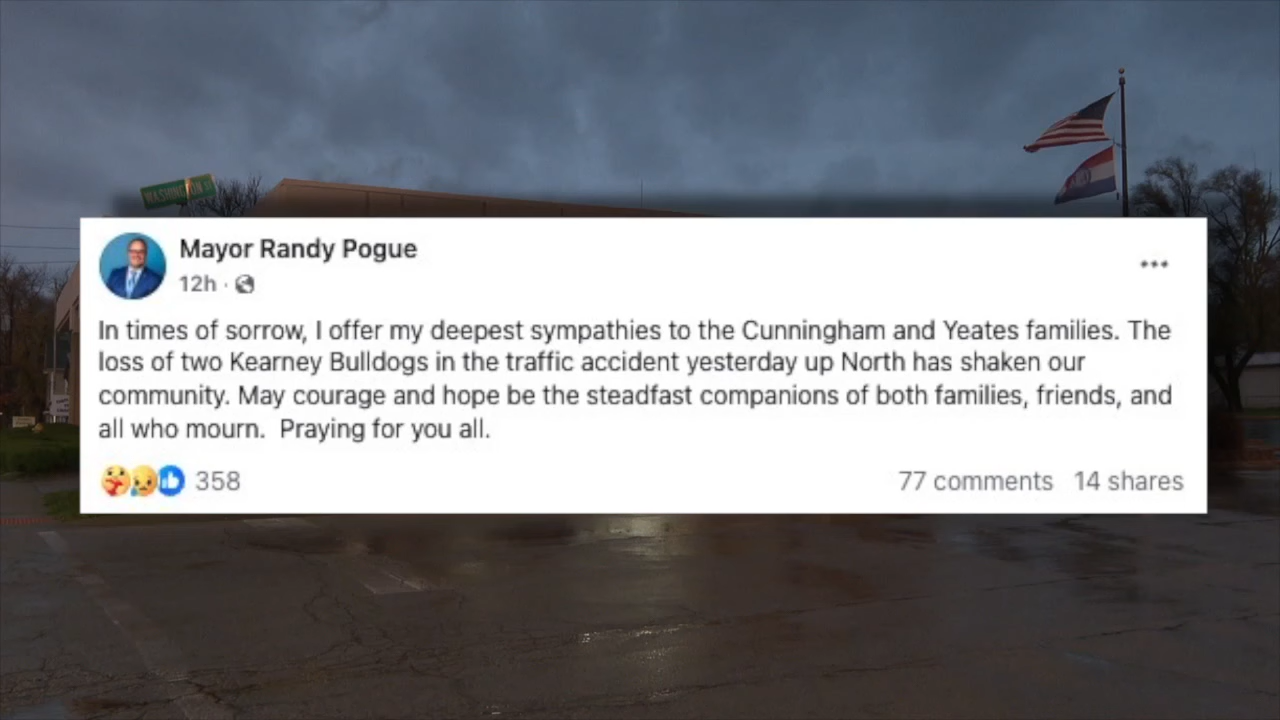 WASHINGTON
Mayor Randy Pogue
12h ·
In times of sorrow, I offer my deepest sympathies to the Cunningham and Yeates families. The
loss of two Kearney Bulldogs in the traffic accident yesterday up North has shaken our
community. May courage and hope be the steadfast companions of both families, friends, and
all who mourn.  Praying for you all.
358
77 comments 14 shares